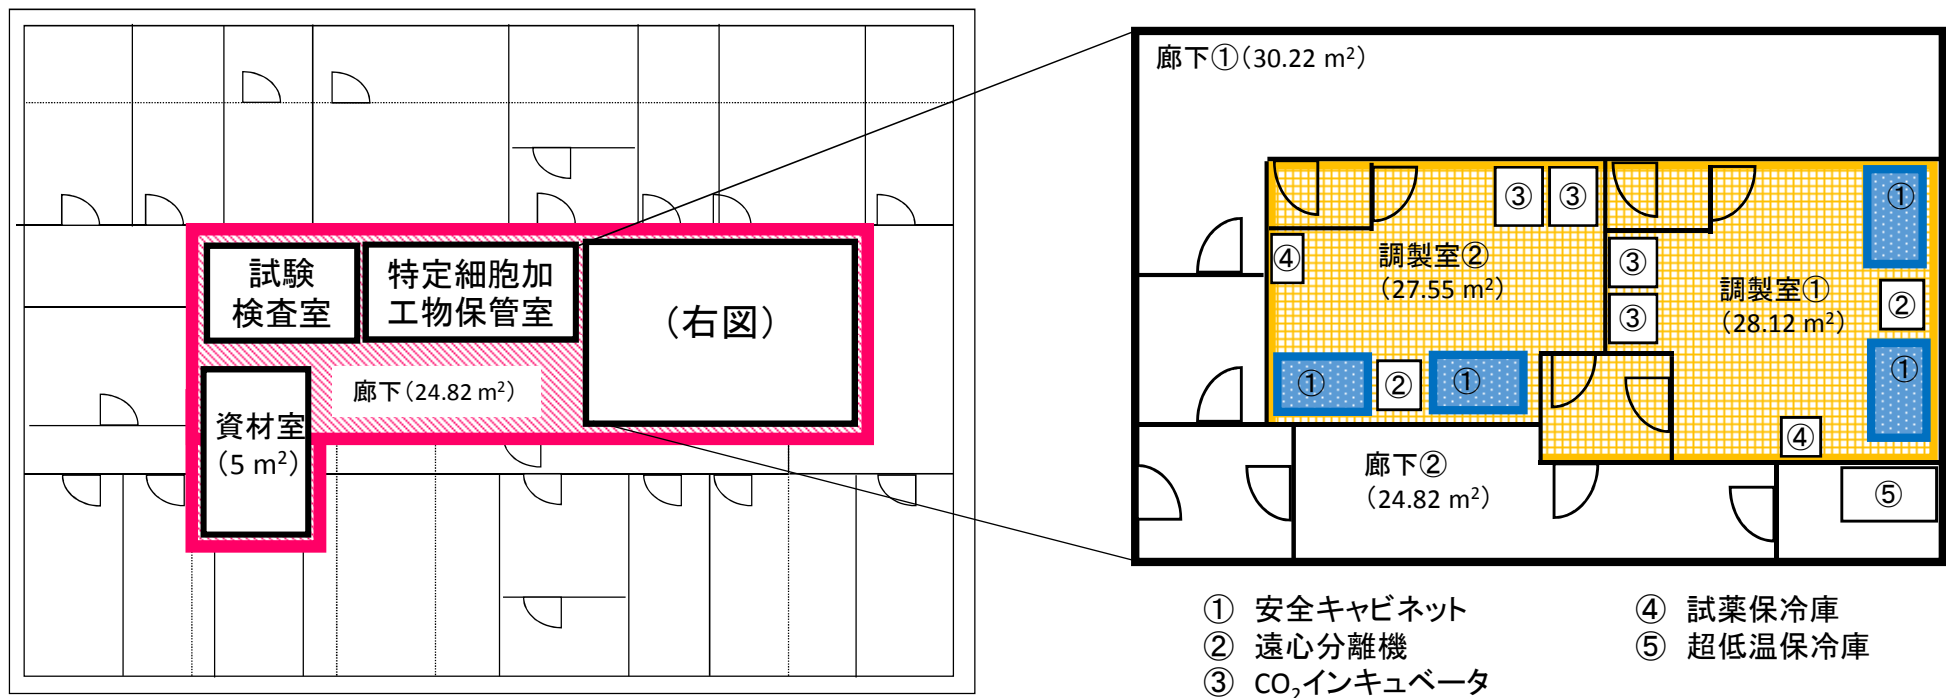 試験
検査室
特定細胞加
工物保管室
（右図）
廊下（24.82 m²）
資材室
（5 m²）
廊下①（30.22 m²）
③
③
①
④
調製室②
（27.55 m²）
③
③
調製室①
（28.12 m²）
②
①
②
①
①
④
廊下②
（24.82 m²）
⑤
① 安全キャビネット
② 遠心分離機
③ CO₂インキュベータ
④ 試薬保冷庫
⑤ 超低温保冷庫